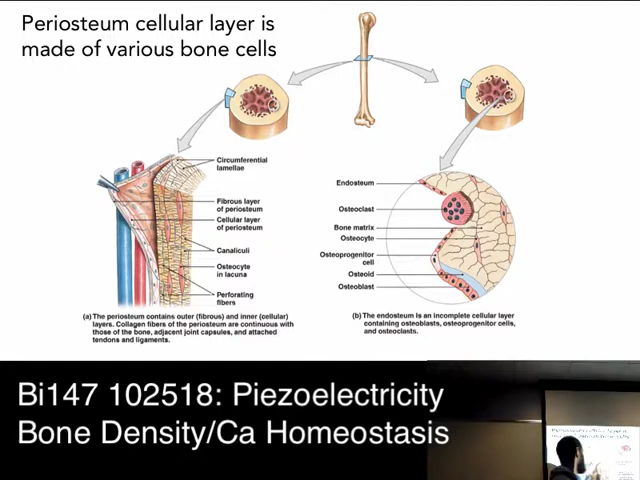 Periosteum cellular layer is
made of various bone cells
Circumferential
lamellae
Fibrous layer
of periosteum
Cellular layer
of periosteum
Canaliculi
Osteocyte
in lacuna
Perforating
fibers
(a) The periosteum contains outer (fibrous) and inner (cellular)
layers. Collagen fibers of the periosteum are continuous with
those of the bone, adjacent joint capsules, and attached
tendons and ligaments.
Endosteum
Osteoclast
Bone matrix
Osteocyte
Osteoprogenitor
cell
Osteoid
Osteoblast
(b) The endosteum is an incomplete cellular layer
containing osteoblasts, osteoprogenitor cells,
and osteoclasts.
Bi147 102518: Piezoelectricity
Bone Density/Ca Homeostasis